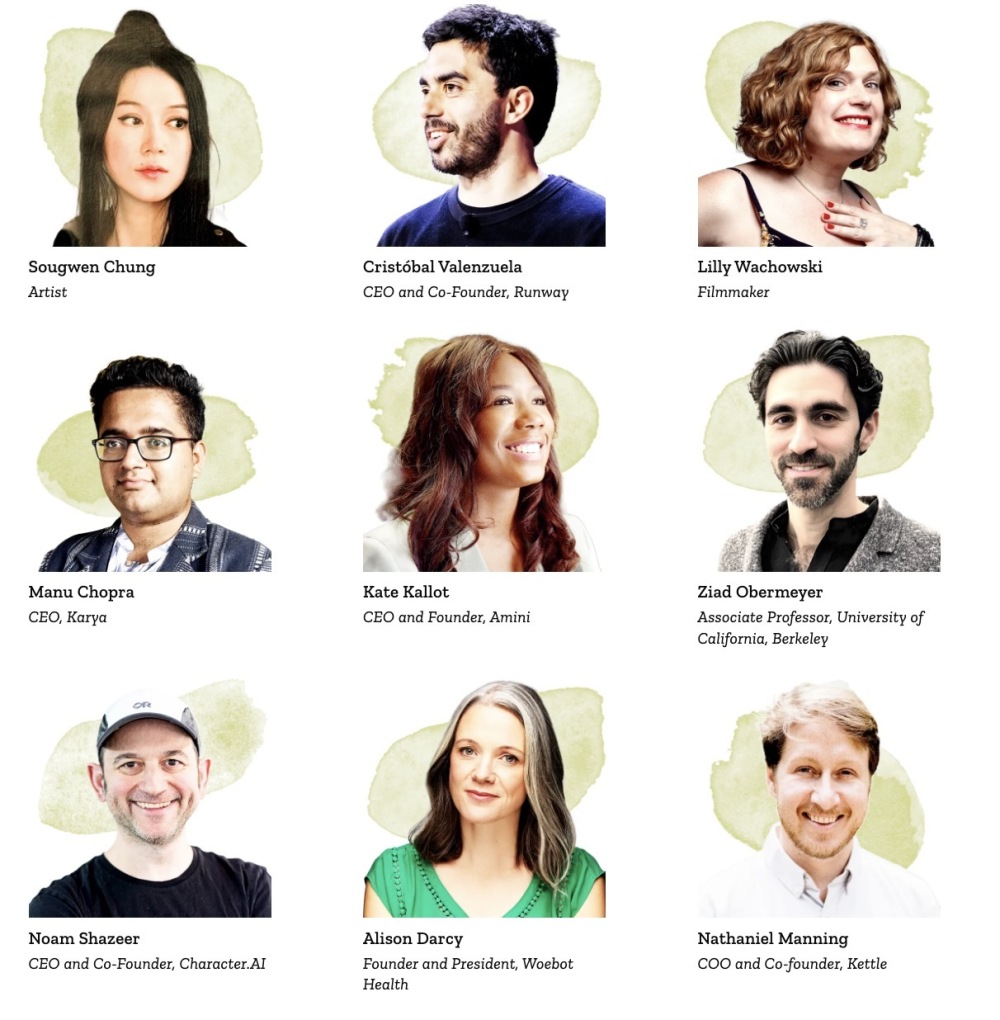 Sougwen Chung
Artist
Cristóbal Valenzuela
CEO and Co-Founder, Runway
Lilly Wachowski
Filmmaker
Manu Chopra
CEO, Karya
Kate Kallot
CEO and Founder, Amini
Ziad Obermeyer
Associate Professor, University of
California, Berkeley
OR
Noam Shazeer
CEO and Co-Founder, Character.AI
Alison Darcy
Founder and President, Woebot
Health
Nathaniel Manning
COO and Co-founder, Kettle